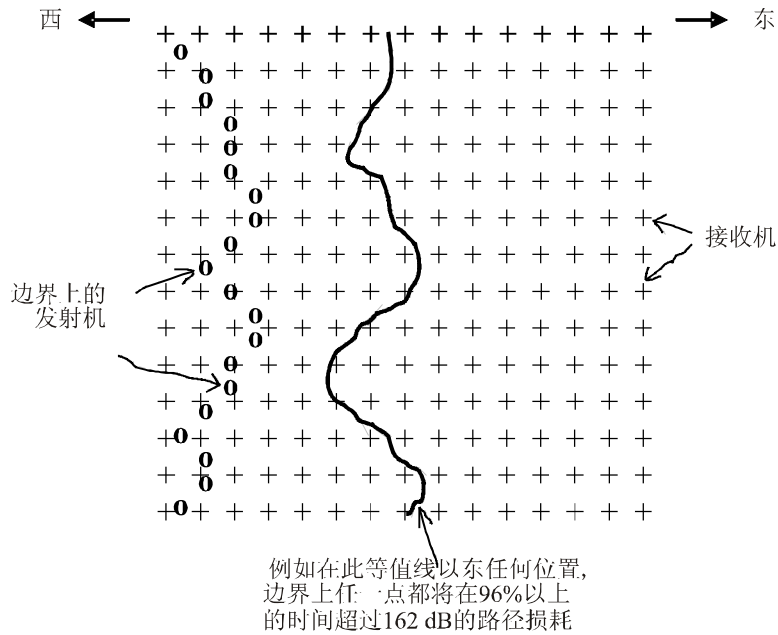 西
东
接收机
边界上的
发射机
例如在此等值线以东任何位置,
边界上任一点都将在96%以上
的时间超过162 dB的路径损耗